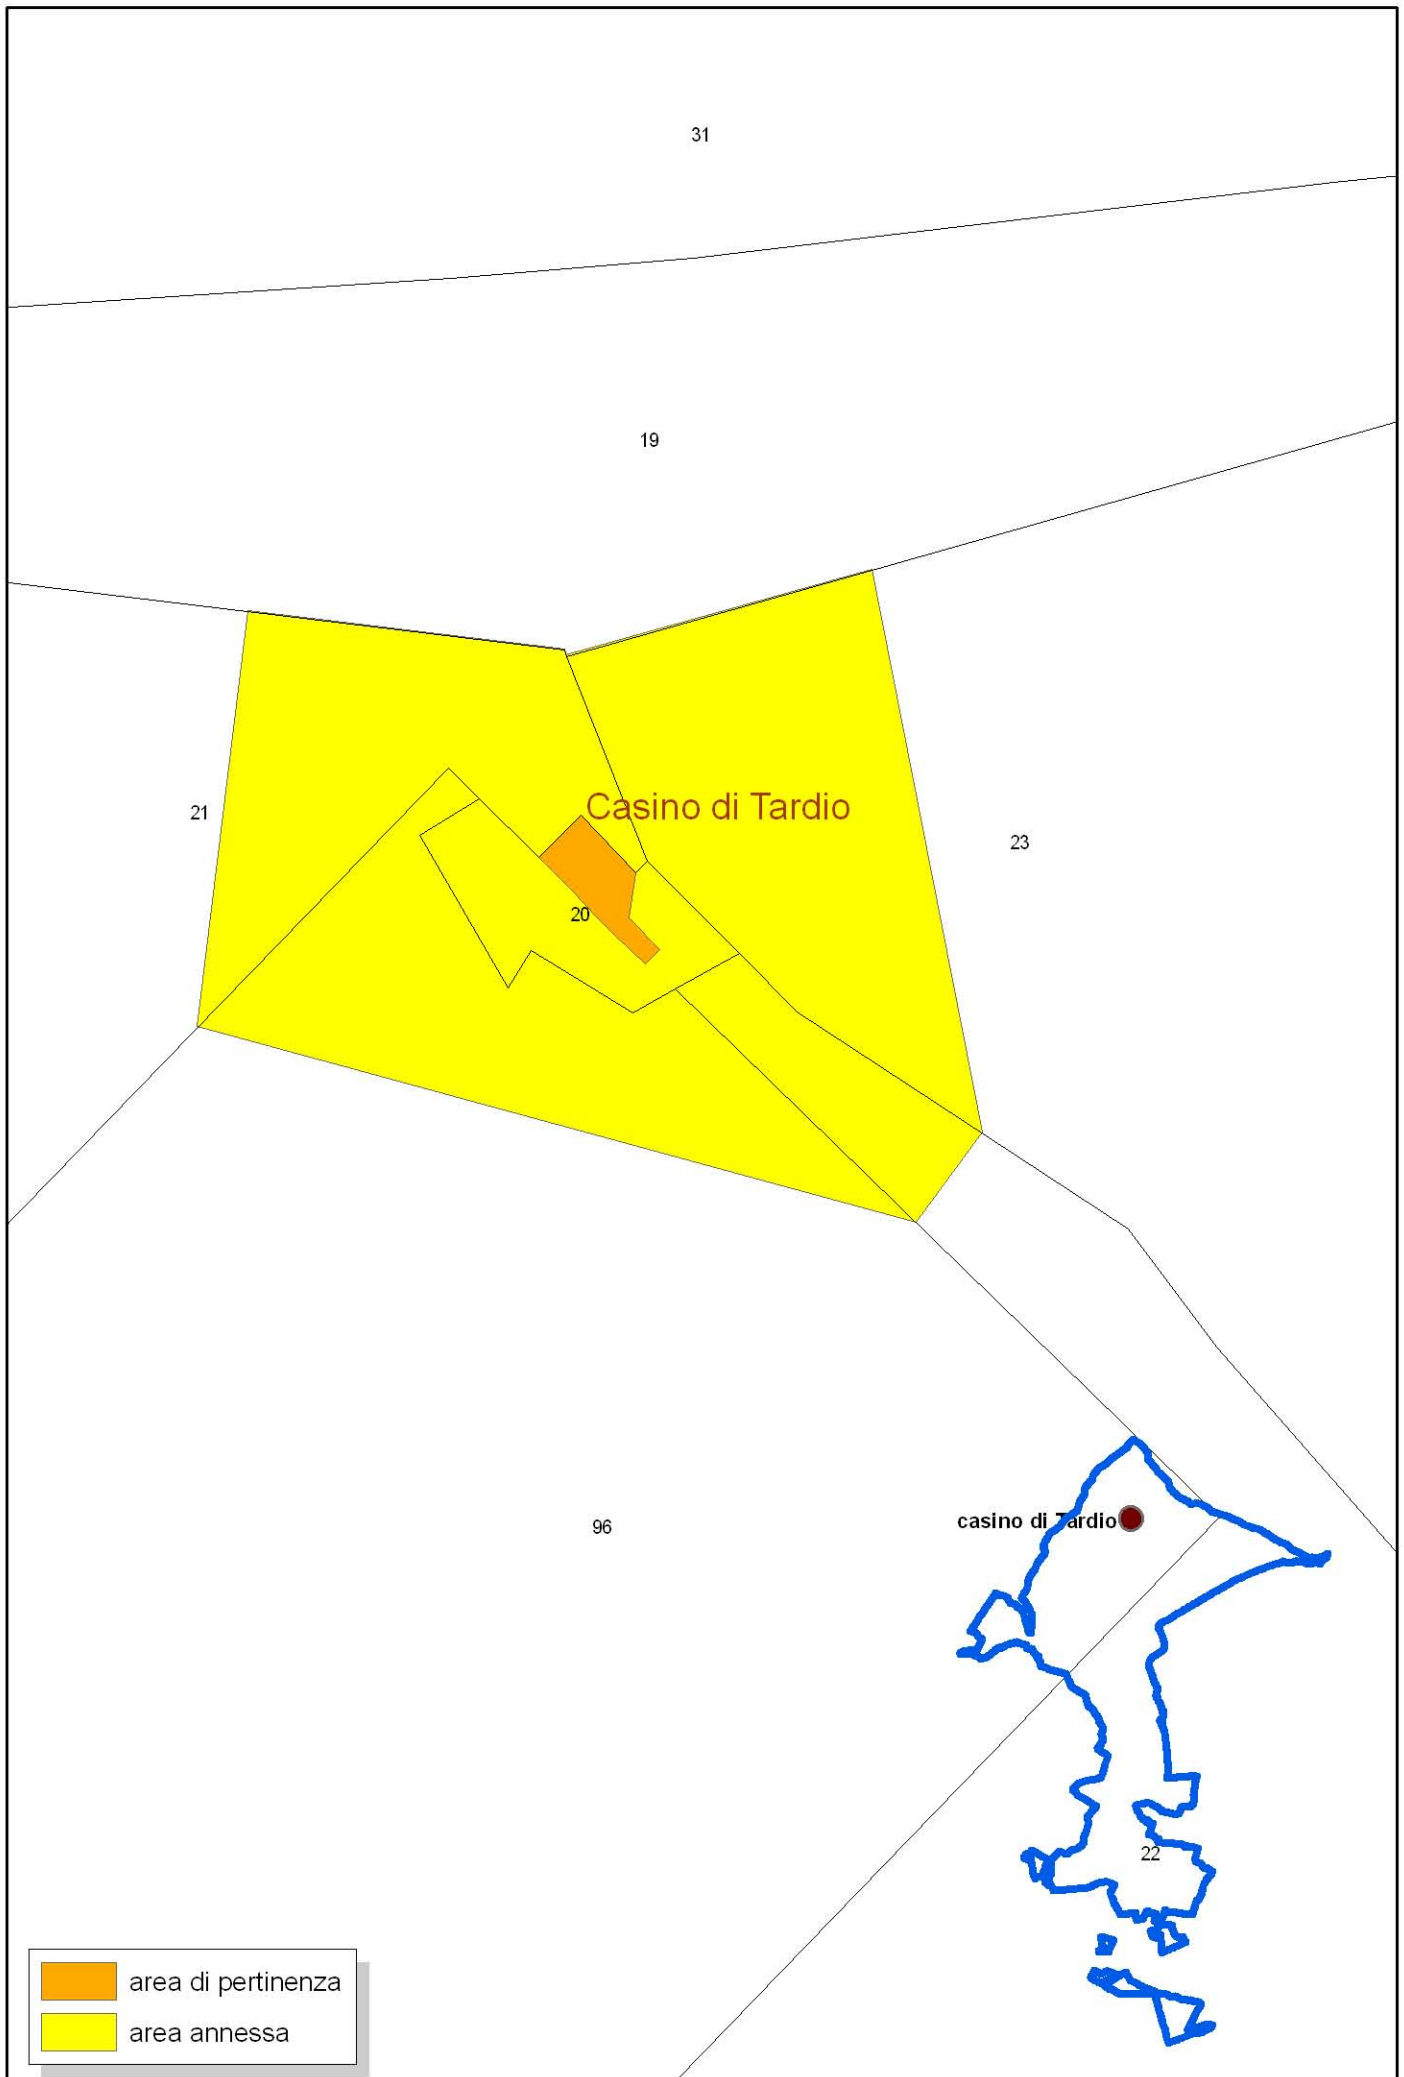 31
19
Casino di Tardio
21
23
20
96
casino di Tardio
22
area di pertinenza
area annessa